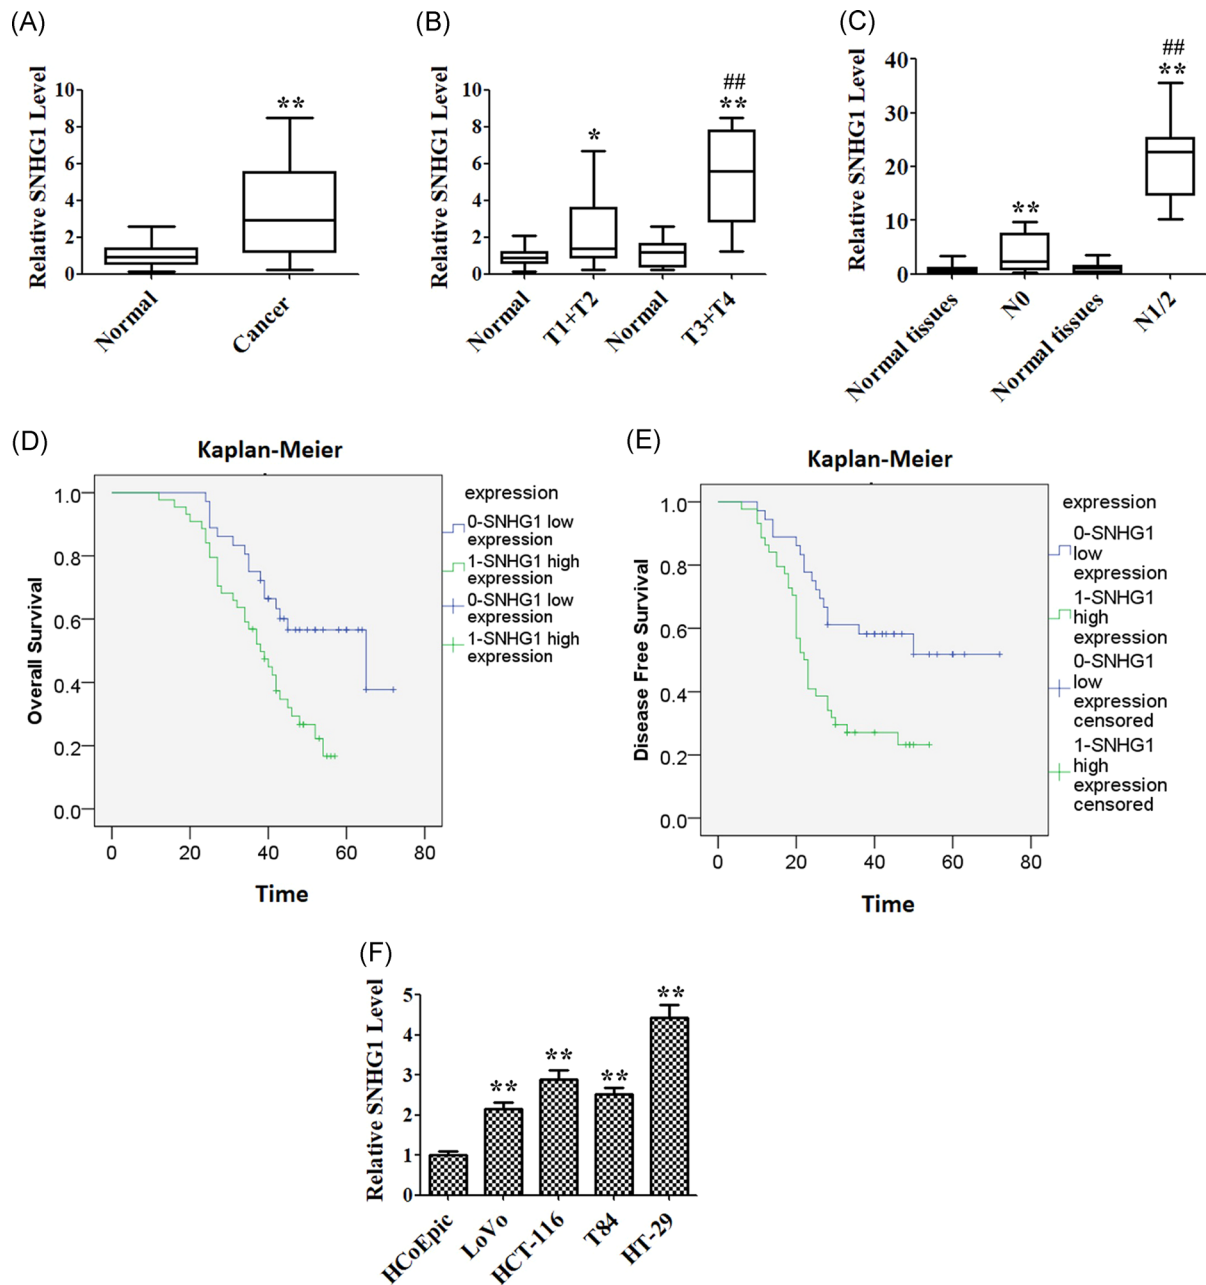 (A)
Relative SNHG1 Level
10
8
6
4
2
0
**
Normal
Cancer
(B)
Relative SNHG1 Level
10
8
6
4
2
0
*
##
**
Normal
T1+T2
Normal
T3+T4
(C)
Relative SNHG1 Level
40
30
20
10
0
**
##
**
Normal tissues
N0
Normal tissues
N1/2
(D)
Kaplan-Meier
Overall Survival
1.0
0.8
0.6
0.4
0.2
0.0
0
20
40
60
80
Time
expression
0-SNHG1 low
expression
1-SNHG1 high
expression
0-SNHG1 low
expression
1-SNHG1 high
expression
(E)
Kaplan-Meier
Disease Free Survival
1.0
0.8
0.6
0.4
0.2
0.0
0
20
40
60
80
Time
expression
0-SNHG1
low
expression
1-SNHG1
high
expression
0-SNHG1
low
expression
censored
1-SNHG1
high
expression
censored
(F)
Relative SNHG1 Level
5
4
3
2
1
0
**
**
**
**
HCoEpic
LoVo
HCT-116
T84
HT-29